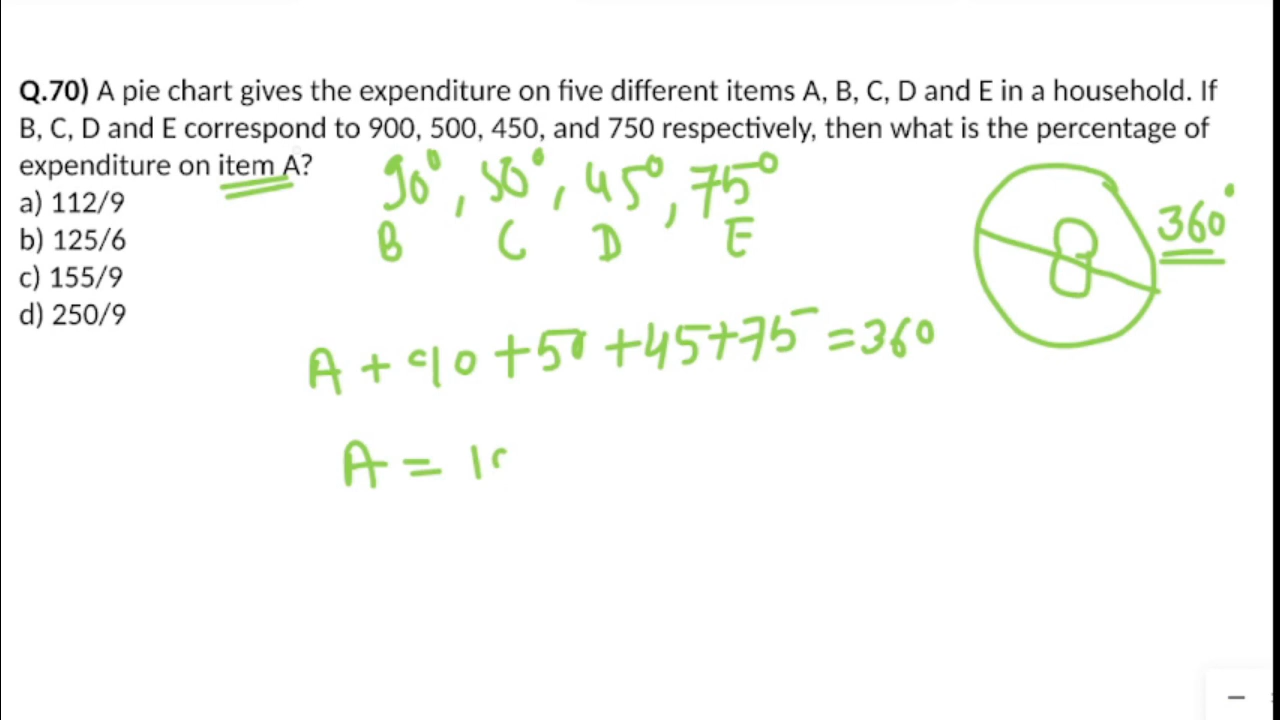 Q.70) A pie chart gives the expenditure on five different items A, B, C, D and E in a household. If
B, C, D and E correspond to 900, 500, 450, and 750 respectively, then what is the percentage of
expenditure on item A?
a) 112/9
b) 125/6
c) 155/9
d) 250/9
90°, 50°, 45°, 75°
B C D E
360°
A + 90 + 50 + 45 + 75 = 360
A = 10